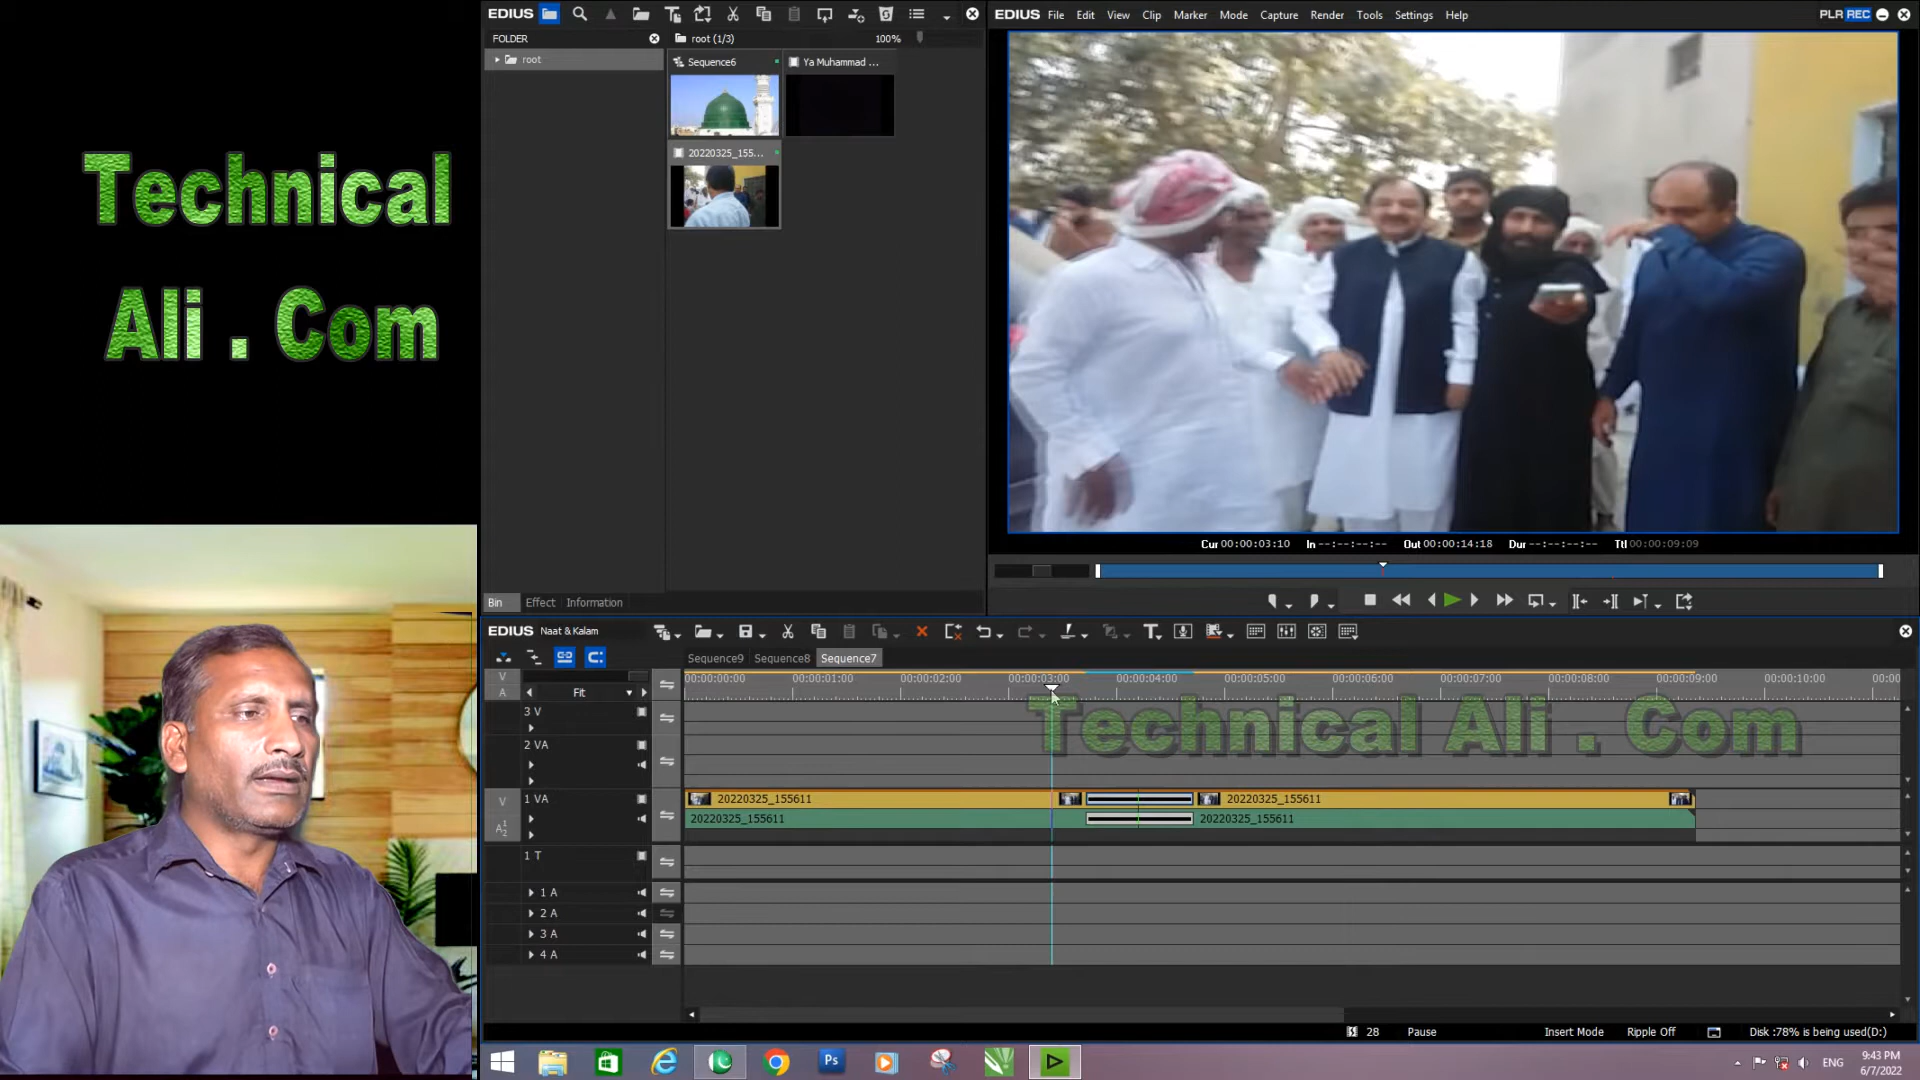 Technical
Ali . Com
EDIUS
FOLDER
root
root (1/3)
100%
Sequence6
Ya Muhammad ...
20220325_155...
Bin
Effect
Information
EDIUS File Edit View Clip Marker Mode Capture Render Tools Settings Help
PLR REC
Cur 00:00:03:10 In --:--:--:-- Out 00:00:14:18 Dur --:--:--:-- Ttl 00:00:09:09
EDIUS Naat & Kalam
Sequence9 Sequence8 Sequence7
V
A
Fit
00:00:00:00 00:00:01:00 00:00:02:00 00:00:03:00 00:00:04:00 00:00:05:00 00:00:06:00 00:00:07:00 00:00:08:00 00:00:09:00 00:00:10:00 00:00
3 V
Technical Ali . Com
2 VA
V
1 VA
20220325_155611
20220325_155611
A 1 2
20220325_155611
20220325_155611
1 T
1 A
2 A
3 A
4 A
28 Pause Insert Mode Ripple Off Disk :78% is being used(D:)
Ps
ENG
9:43 PM
6/7/2022